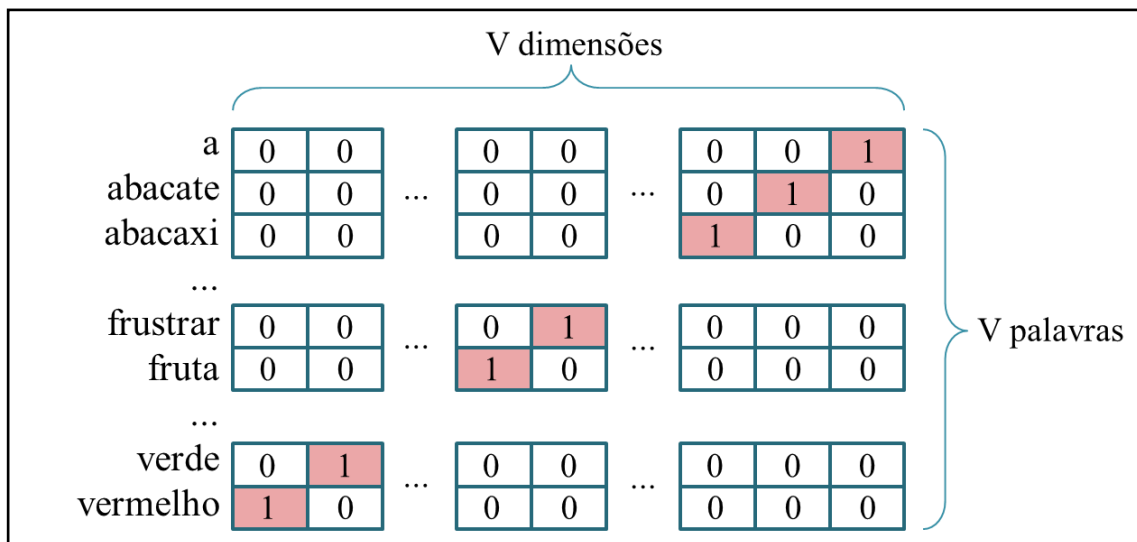 V dimensões
a 0 0 0 0 0 0 1
abacate 0 0 ... 0 0 ... 0 1 0
abacaxi 0 0 0 0 1 0 0
...
frustrar 0 0 0 1 0 0 0
... ...
fruta 0 0 1 0 0 0 0
V palavras
...
verde 0 1 0 0 0 0 0
... ...
vermelho 1 0 0 0 0 0 0